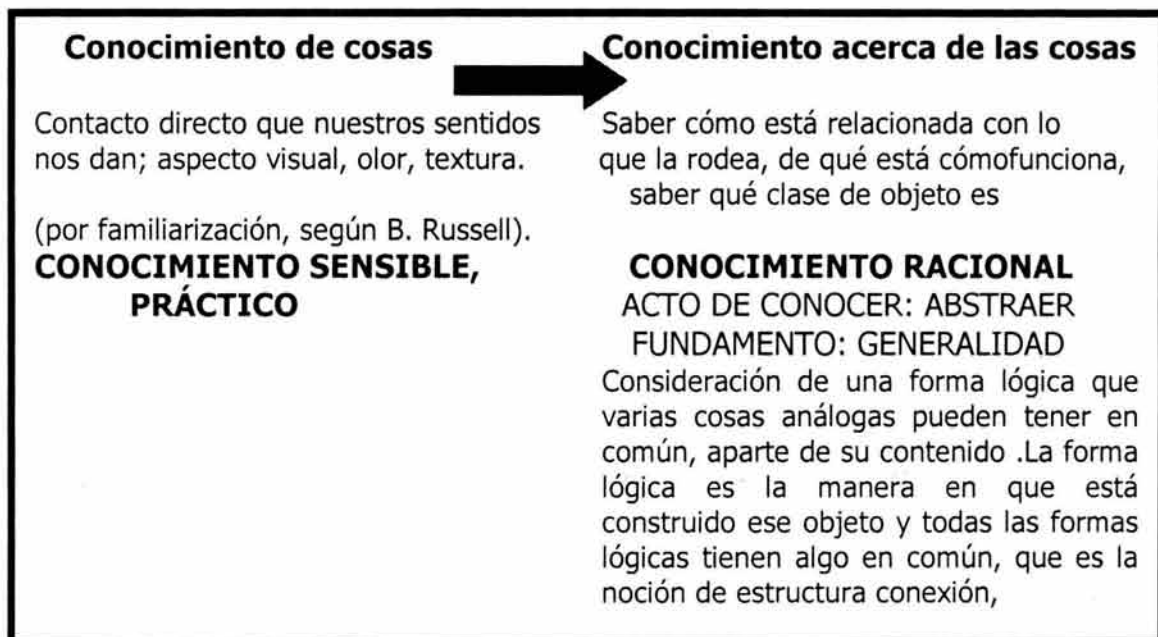 Conocimiento de cosas
Contacto directo que nuestros sentidos
nos dan; aspecto visual, olor, textura.
(por familiarización, según B. Russell).
CONOCIMIENTO SENSIBLE,
PRÁCTICO
Conocimiento acerca de las cosas
Saber cómo está relacionada con lo
que la rodea, de qué está cómofunciona,
saber qué clase de objeto es
CONOCIMIENTO RACIONAL
ACTO DE CONOCER: ABSTRAER
FUNDAMENTO: GENERALIDAD
Consideración de una forma lógica que
varias cosas análogas pueden tener en
común, aparte de su contenido .La forma
lógica es la manera en que está
construido ese objeto y todas las formas
lógicas tienen algo en común, que es la
noción de estructura conexión,